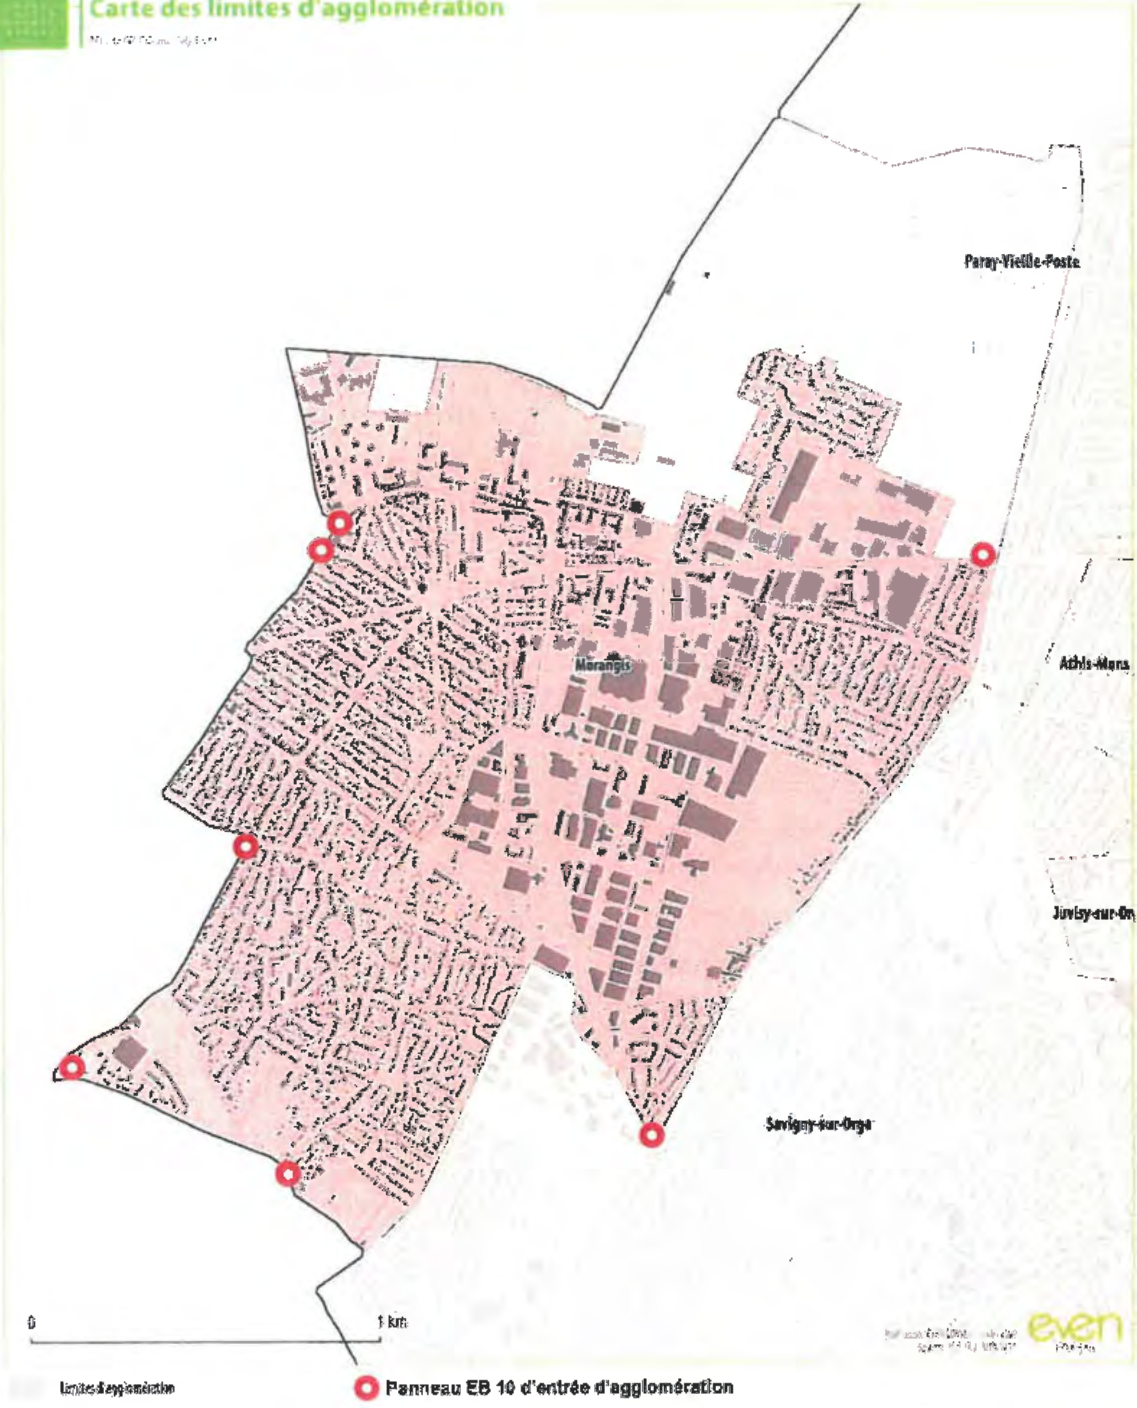 Carte des limites d'agglomération
Paray-Vieille-Poste
Morangis
Athis-Mons
Juvisy-sur-Or
Savigny-sur-Orge
0
1 km
even
Limites d'agglomération
Panneau EB 10 d'entrée d'agglomération